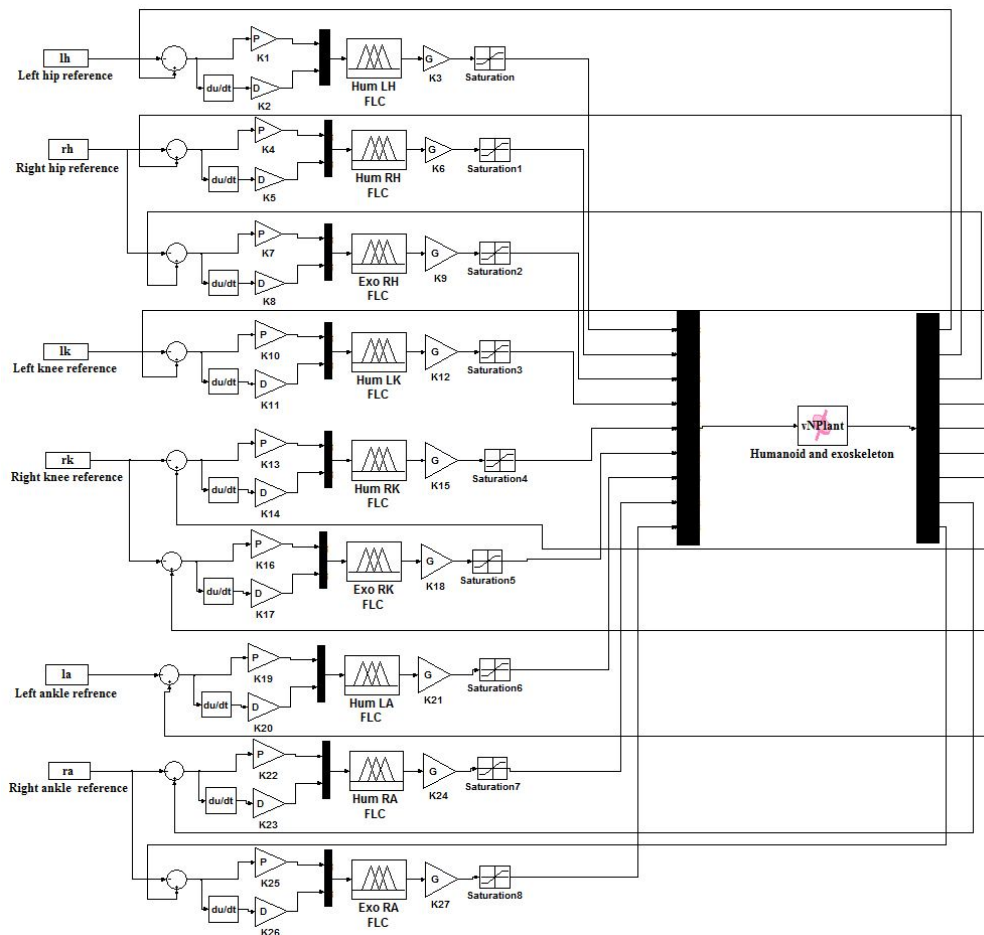 lh
Left hip reference
P
K1
du/dt
D
K2
Hum LH
FLC
G
K3
Saturation
rh
Right hip reference
P
K4
du/dt
D
K5
Hum RH
FLC
G
K6
Saturation1
P
K7
du/dt
D
K8
Exo RH
FLC
G
K9
Saturation2
lk
Left knee reference
P
K10
du/dt
D
K11
Hum LK
FLC
G
K12
Saturation3
rk
Right knee reference
P
K13
du/dt
D
K14
Hum RK
FLC
G
K15
Saturation4
P
K16
du/dt
D
K17
Exo RK
FLC
G
K18
Saturation5
la
Left ankle refrence
P
K19
du/dt
D
K20
Hum LA
FLC
G
K21
Saturation6
ra
Right ankle reference
P
K22
du/dt
D
K23
Hum RA
FLC
G
K24
Saturation7
P
K25
du/dt
D
K26
Exo RA
FLC
G
K27
Saturation8
vNPlant
Humanoid and exoskeleton